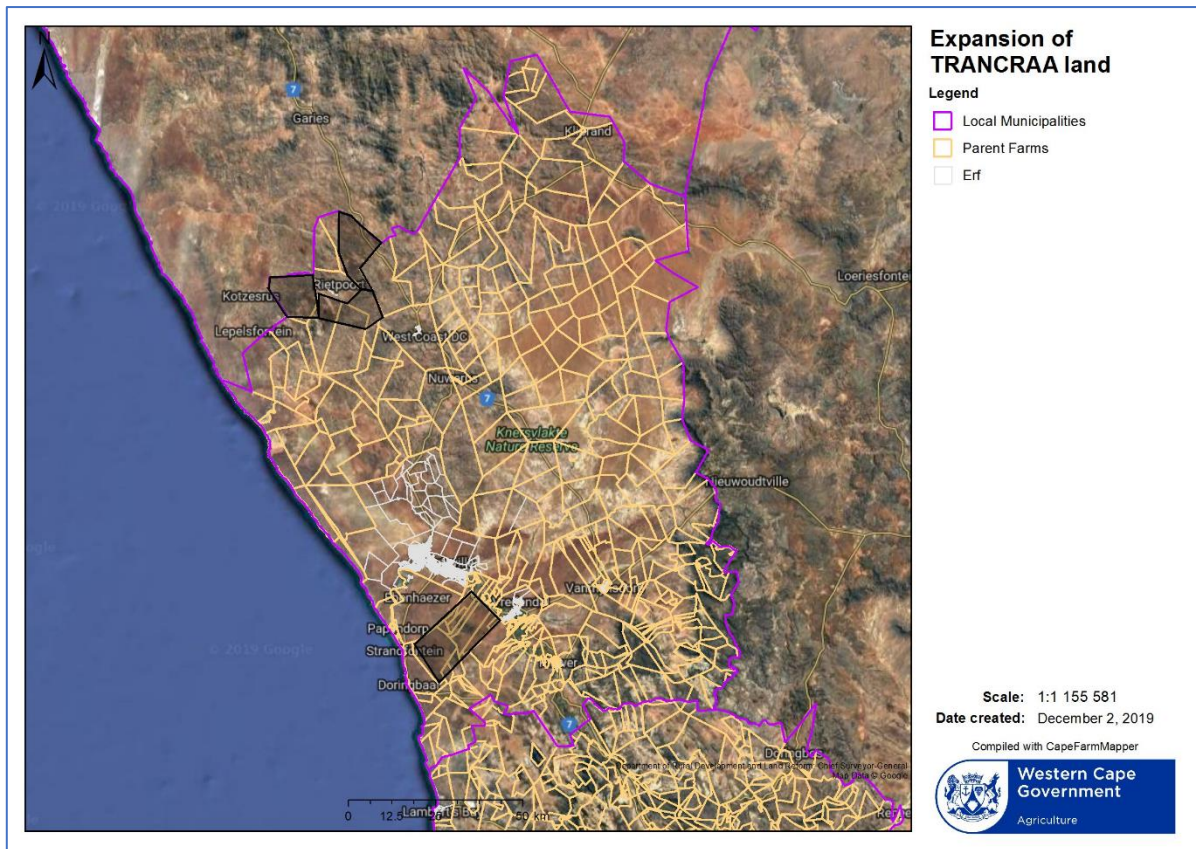 Expansion of
TRANCRAA land
Legend
Local Municipalities
Parent Farms
Erf
N
7
Garies
Kliprand
© 2019 Google
Loeriesfontein
Rietpoort
Kotzesrus
Lepelsfontein
West Coast DC
Nuwerus
7
Knersvlakte
Nature Reserve
Nieuwoudtville
Ebenhaezer
Vredendal
Vanrhynsdorp
Papendorp
Strandfontein
Doringbaai
© 2019 Google
7
Doringbos
Department of Rural Development and Land Reform, Chief Surveyor-General
Map Data © Google
0 12.5 25 50 km
Scale: 1:1 155 581
Date created: December 2, 2019
Compiled with CapeFarmMapper
Western Cape
Government
Agriculture